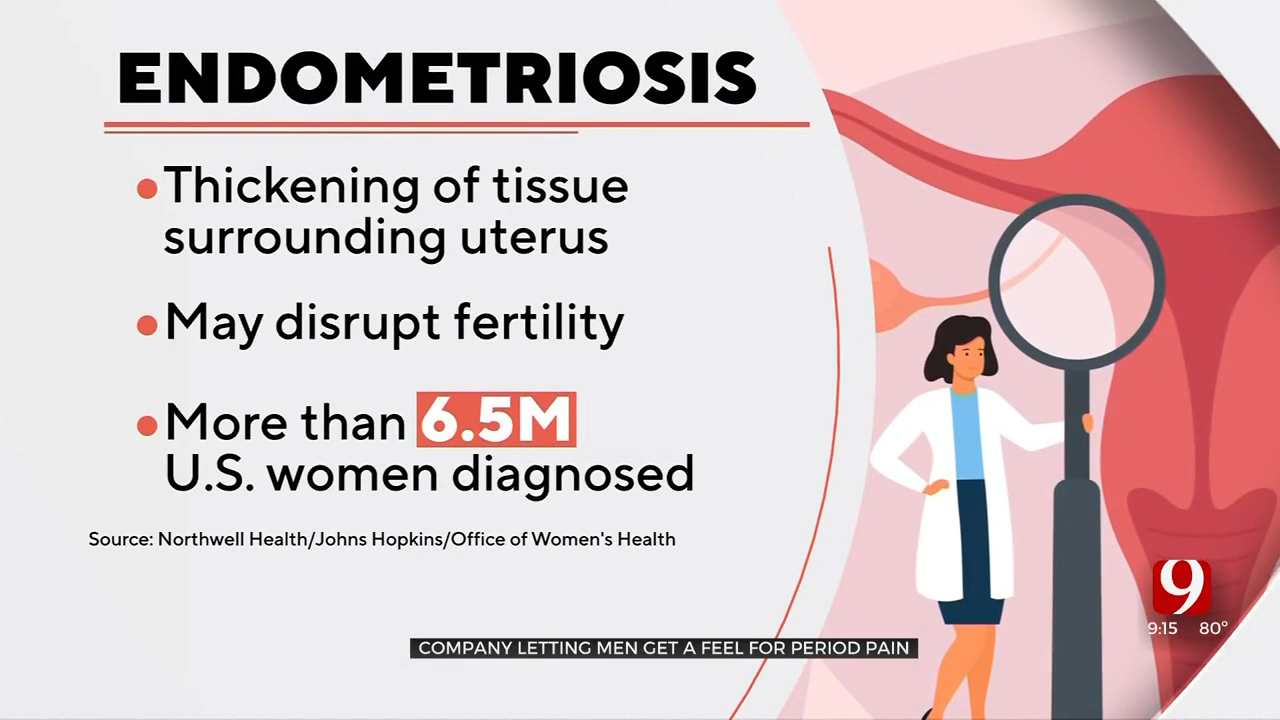 ENDOMETRIOSIS
•Thickening of tissue
surrounding uterus
•May disrupt fertility
•More than 6.5M
U.S. women diagnosed
Source: Northwell Health/Johns Hopkins/Office of Women's Health
9
9:15 80°
COMPANY LETTING MEN GET A FEEL FOR PERIOD PAIN